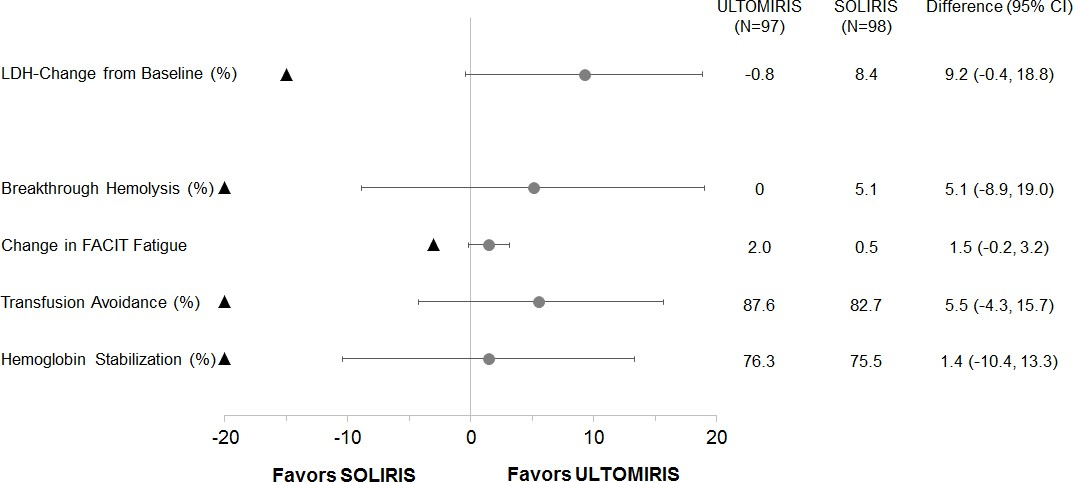 ULTOMIRIS SOLIRIS Difference (95% CI)
(N=97) (N=98)
LDH-Change from Baseline (%) -0.8 8.4 9.2 (-0.4, 18.8)
Breakthrough Hemolysis (%) 0 5.1 5.1 (-8.9, 19.0)
Change in FACIT Fatigue 2.0 0.5 1.5 (-0.2, 3.2)
Transfusion Avoidance (%) 87.6 82.7 5.5 (-4.3, 15.7)
Hemoglobin Stabilization (%) 76.3 75.5 1.4 (-10.4, 13.3)
-20 -10 0 10 20
Favors SOLIRIS Favors ULTOMIRIS